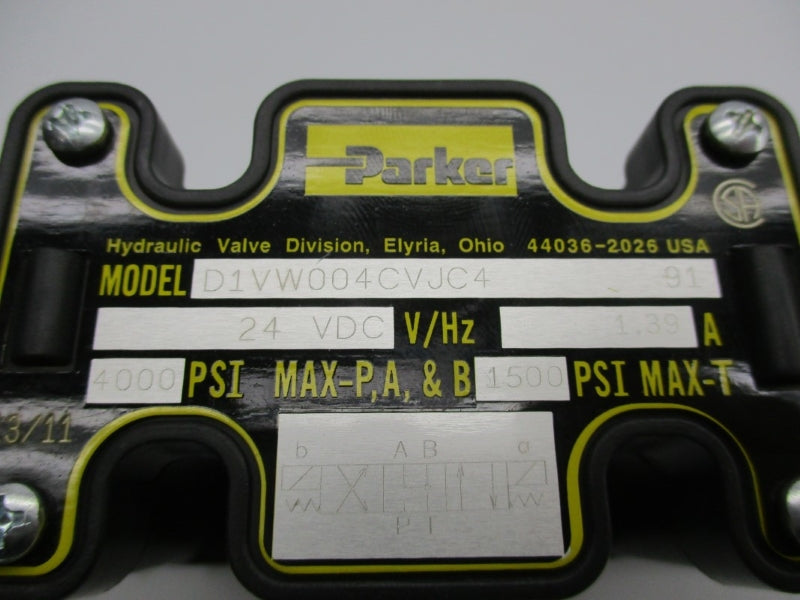 Parker
Hydraulic Valve Division, Elyria, Ohio 44036-2026 USA
MODEL D1VW004CVJC4 91
24 VDC V/Hz 1.39 A
4000 PSI MAX-P,A, & B 1500 PSI MAX-T
3/11
b A B a
P T